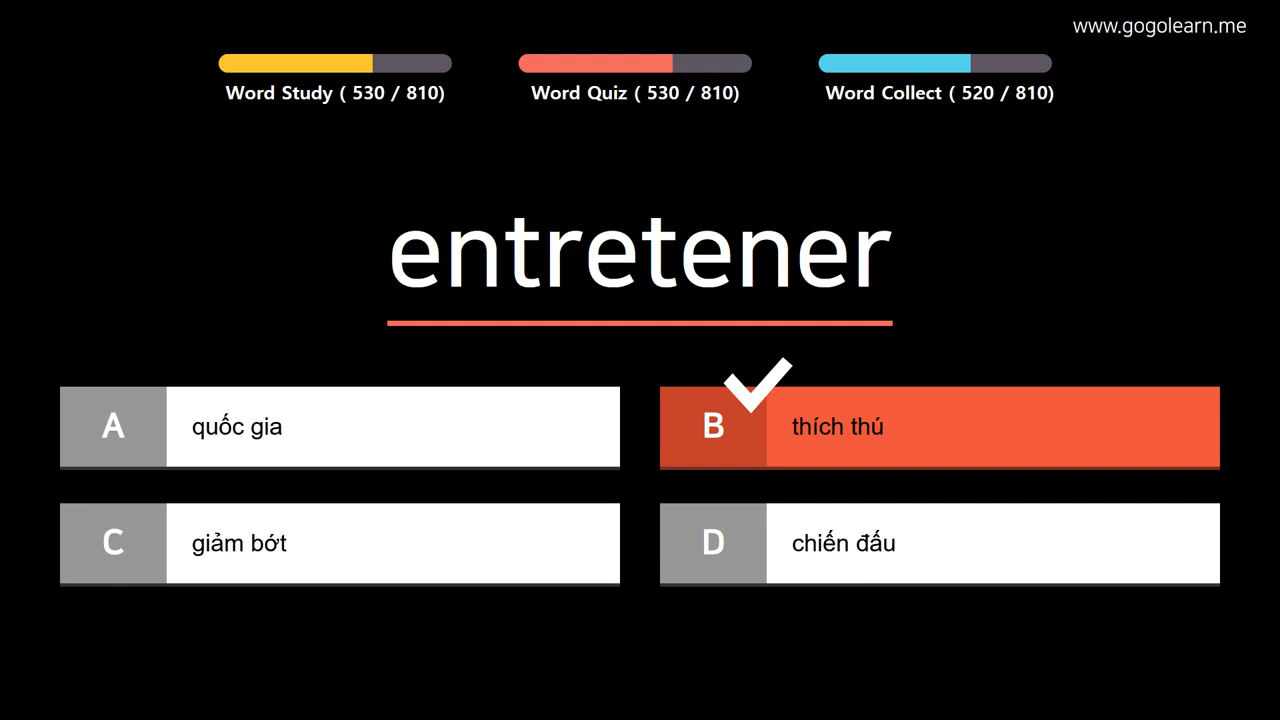 www.gogolearn.me
Word Study ( 530 / 810)
Word Quiz ( 530 / 810)
Word Collect ( 520 / 810)
entretener
A quốc gia
B thích thú
C giảm bớt
D chiến đấu